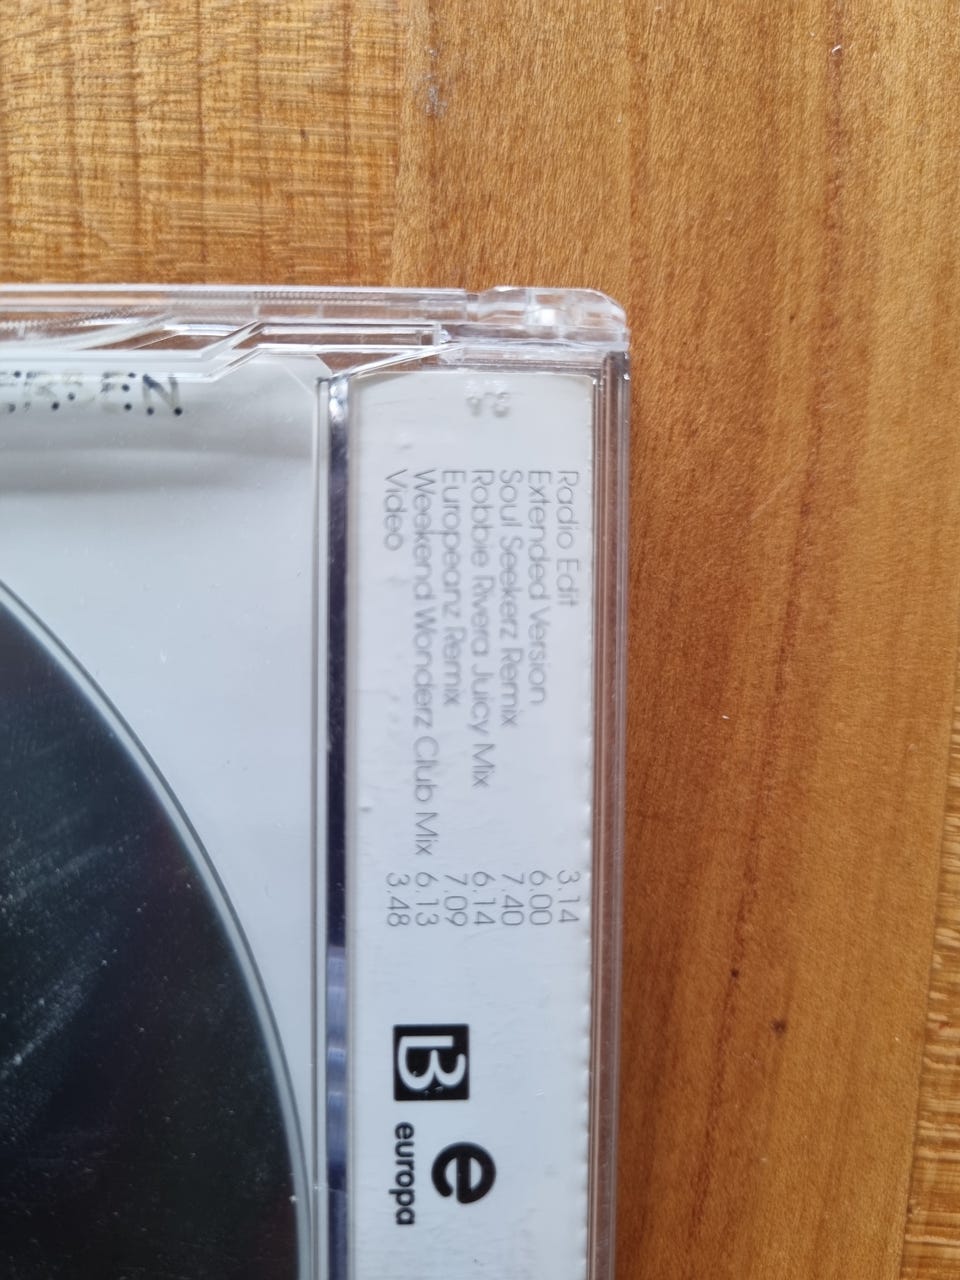 ERSEN
Radio Edit 3.14
Extended Version 6.00
Soul Seekerz Remix 7.40
Robbie Rivera Juicy Mix 6.14
Europeanz Remix 7.09
Weekend Wonderz Club Mix 6.13
Video 3.48
B
e
europa